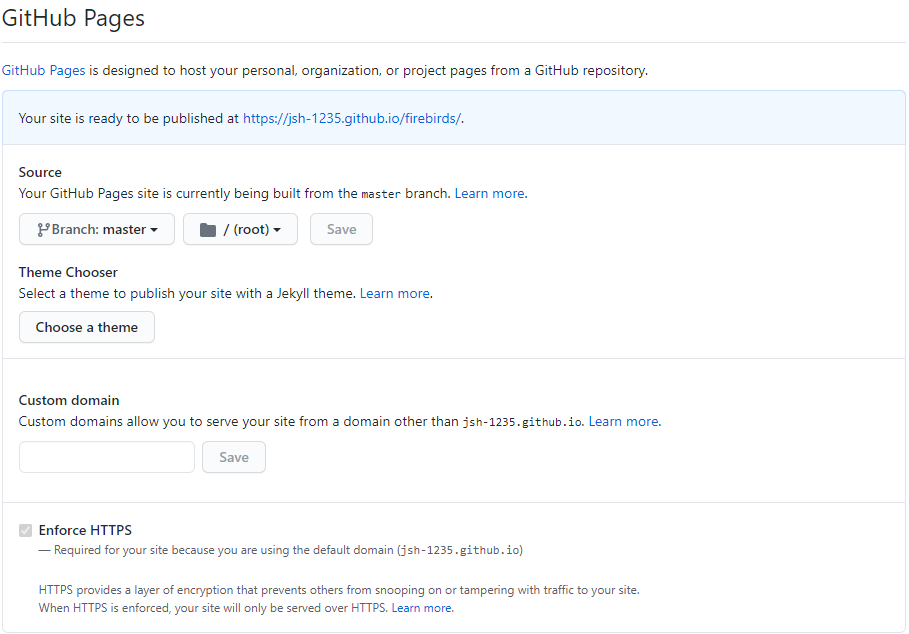 GitHub Pages
GitHub Pages is designed to host your personal, organization, or project pages from a GitHub repository.
Your site is ready to be published at https://jsh-1235.github.io/firebirds/.
Source
Your GitHub Pages site is currently being built from the master branch. Learn more.
Branch: master / (root) Save
Theme Chooser
Select a theme to publish your site with a Jekyll theme. Learn more.
Choose a theme
Custom domain
Custom domains allow you to serve your site from a domain other than jsh-1235.github.io. Learn more.
Save
Enforce HTTPS
— Required for your site because you are using the default domain (jsh-1235.github.io)
HTTPS provides a layer of encryption that prevents others from snooping on or tampering with traffic to your site.
When HTTPS is enforced, your site will only be served over HTTPS. Learn more.